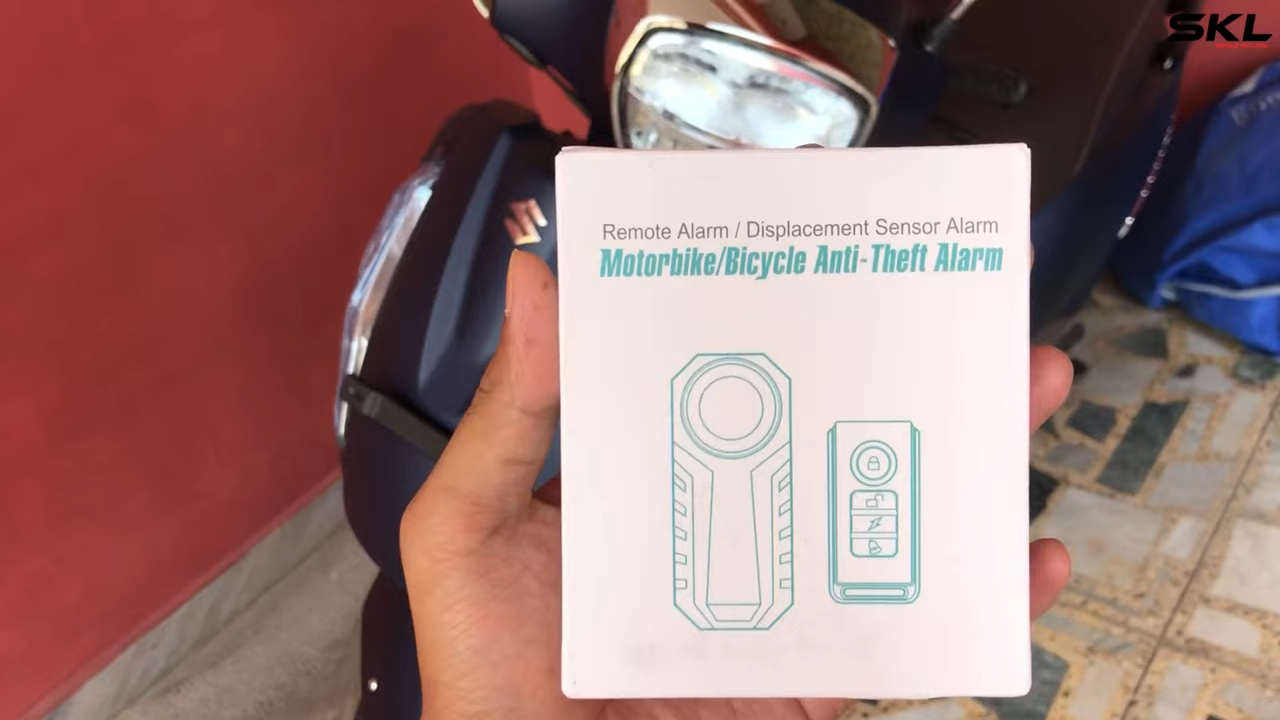 SKL
Remote Alarm / Displacement Sensor Alarm
Motorbike/Bicycle Anti-Theft Alarm